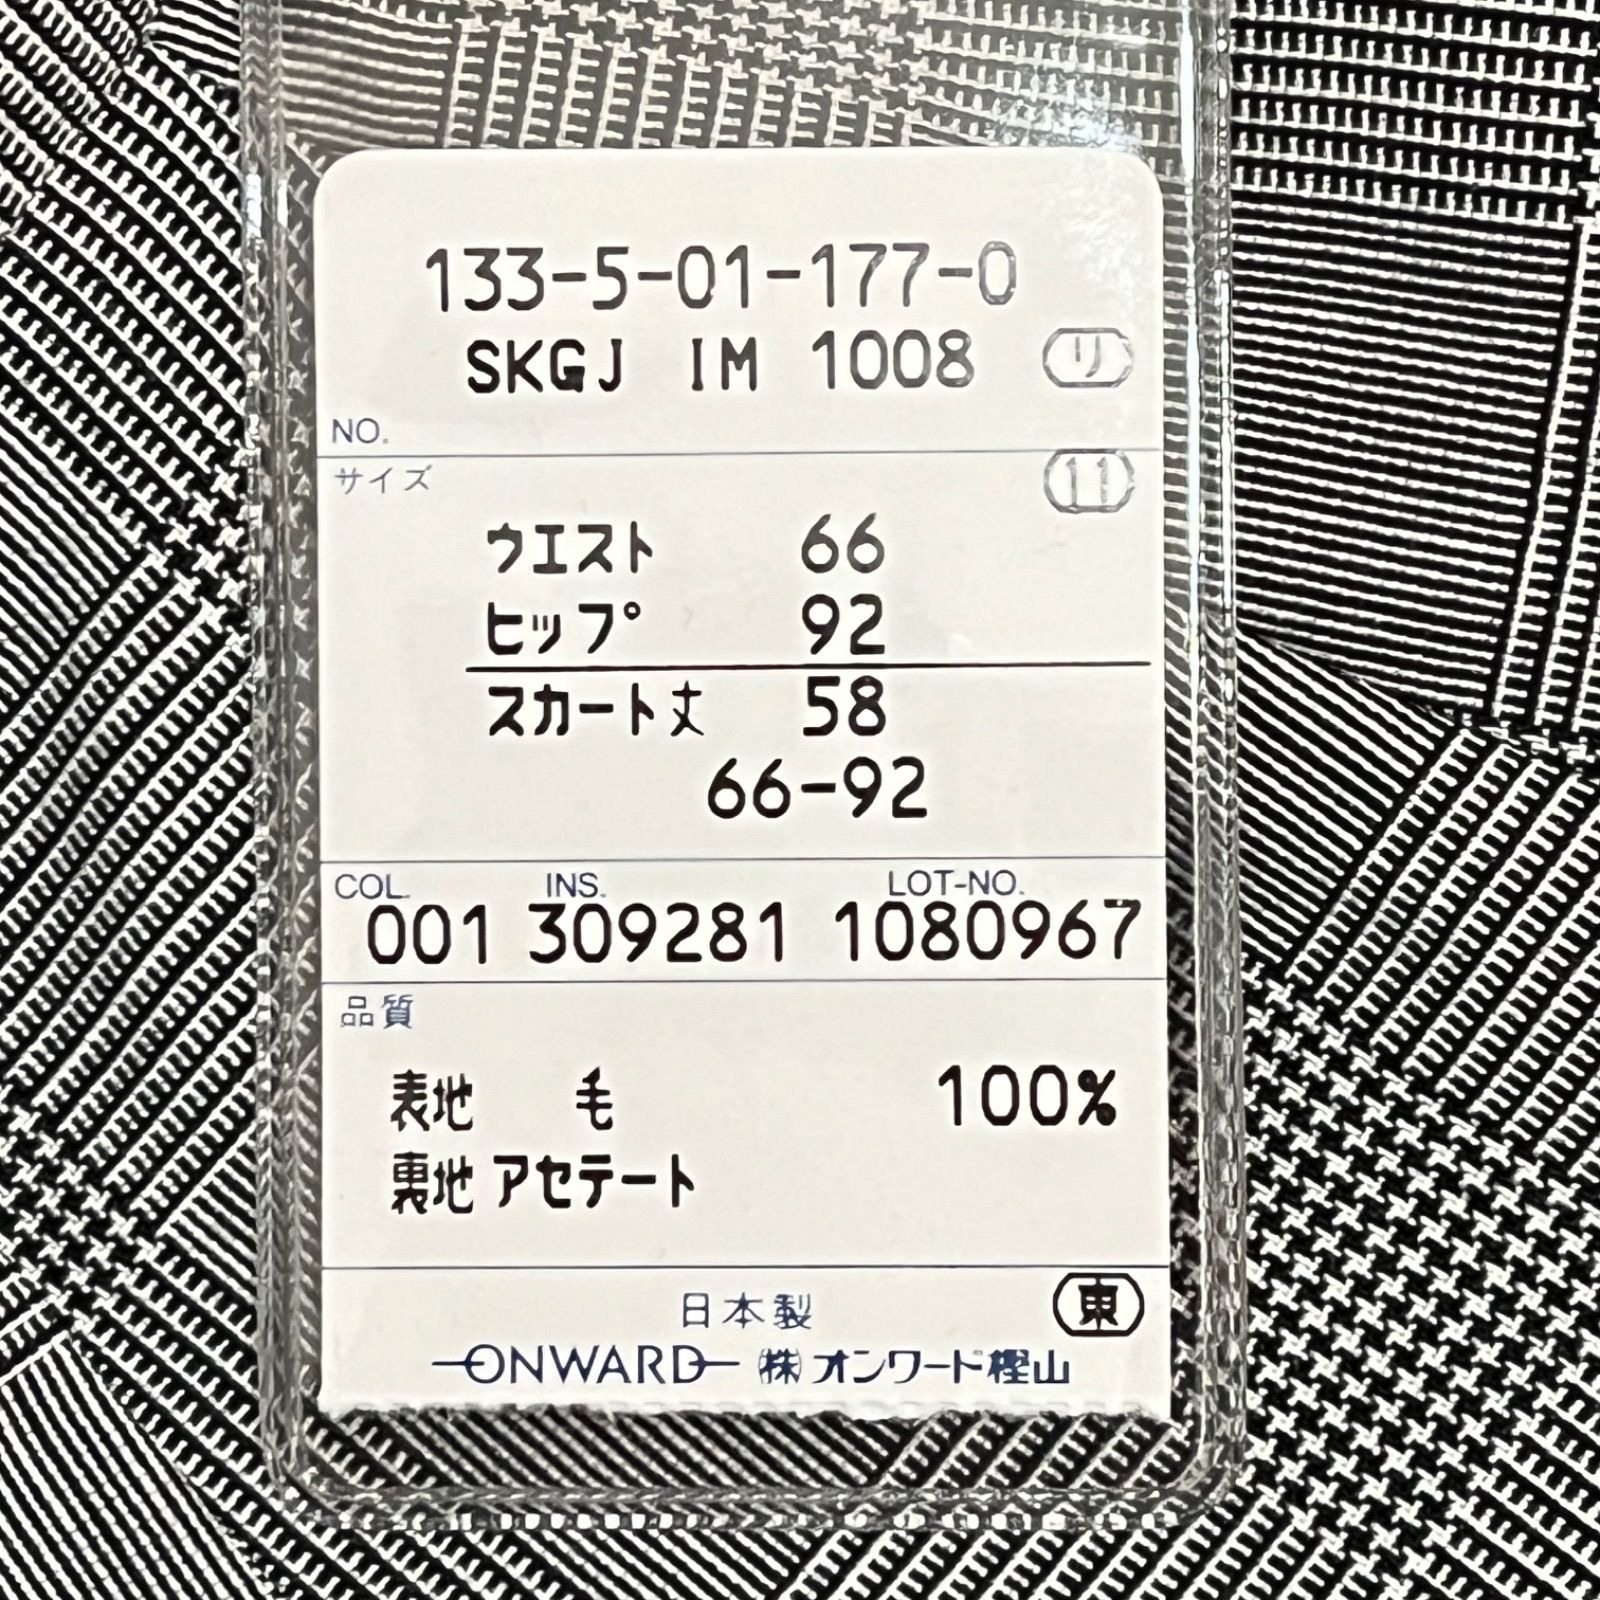 133-5-01-177-0
SKGJ IM 1008 リ
NO.
サイズ 11
ウエスト 66
ヒップ 92
スカート丈 58
66-92
COL. INS. LOT-NO.
001 309281 1080967
品質
表地 毛 100%
裏地 アセテート
日本製 東
ONWARD ㈱オンワード樫山